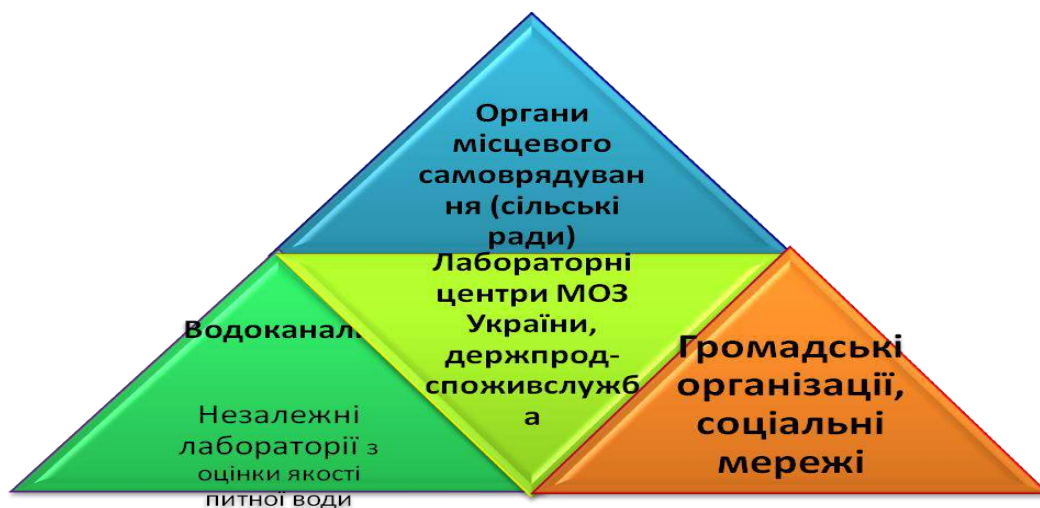 Органи
місцевого
самоврядуван
ня (сільські
ради)
Лабораторні
центри МОЗ
України,
держпрод-
споживслужб
а
Водоканалі
Незалежні
лабораторії з
оцінки якості
питної води
Громадські
організації,
соціальні
мережі